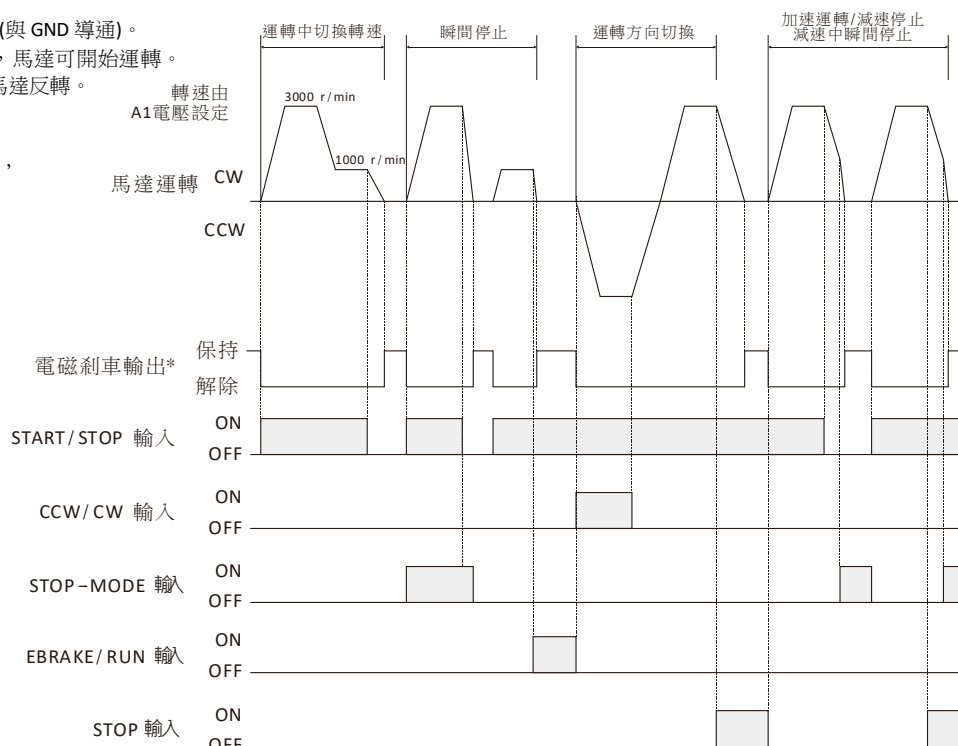 (與 GND 導通)。
，馬達可開始運轉。
馬達反轉。
，
運轉中切換轉速
瞬間停止
運轉方向切換
加速運轉/減速停止
減速中瞬間停止
轉速由
A1電壓設定
3000 r/min
1000 r/min
馬達運轉 CW
CCW
電磁剎車輸出*
保持
解除
START/STOP 輸入
ON
OFF
CCW/CW 輸入
ON
OFF
STOP-MODE 輸入
ON
OFF
EBRAKE/RUN 輸入
ON
OFF
STOP 輸入
ON
OFF